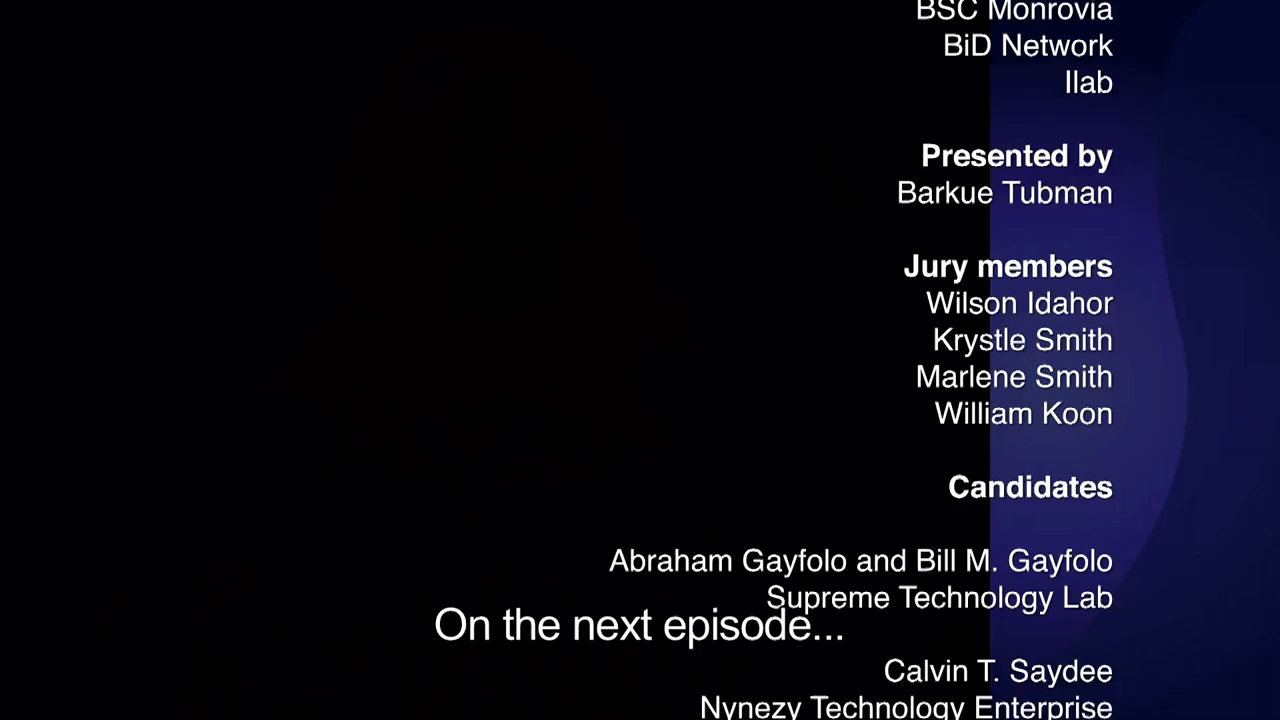 BSC Monrovia
BiD Network
Ilab
Presented by
Barkue Tubman
Jury members
Wilson Idahor
Krystle Smith
Marlene Smith
William Koon
Candidates
Abraham Gayfolo and Bill M. Gayfolo
Supreme Technology Lab
On the next episode...
Calvin T. Saydee
Nynezy Technology Enterprise